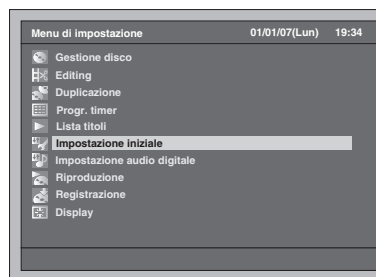 Menu di impostazione 01/01/07(Lun) 19:34
Gestione disco
Editing
Duplicazione
Progr. timer
Lista titoli
Impostazione iniziale
Impostazione audio digitale
Riproduzione
Registrazione
Display